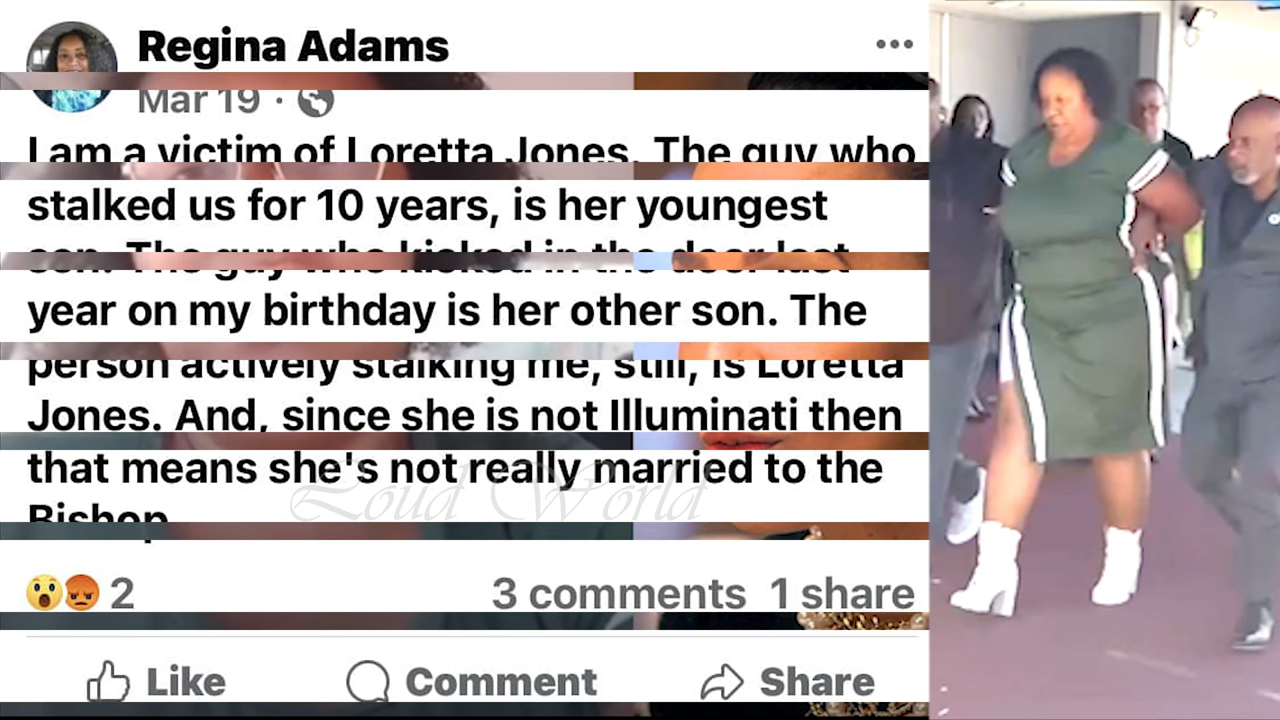 Regina Adams
Mar 19 ·
I am a victim of Loretta Jones. The guy who
stalked us for 10 years, is her youngest
son. The guy who kicked in the door last
year on my birthday is her other son. The
person actively stalking me, still, is Loretta
Jones. And, since she is not Illuminati then
that means she's not really married to the
Bishop
Loud World
2
3 comments 1 share
Like
Comment
Share